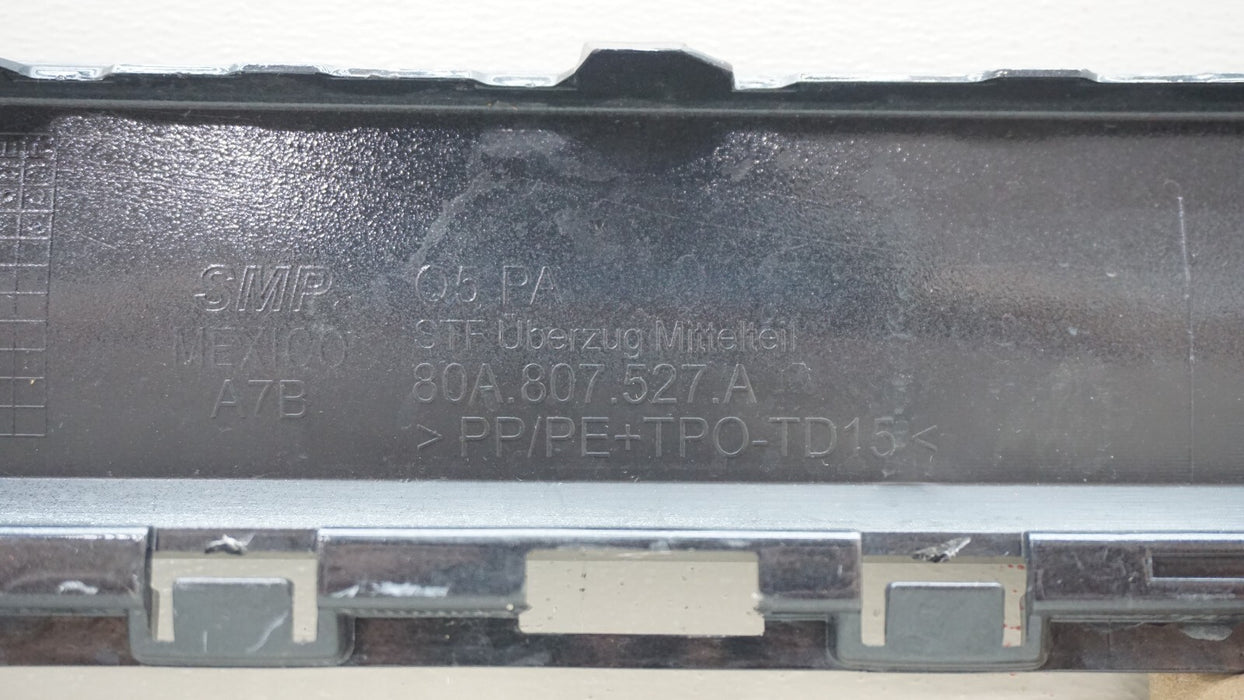 SMP
MEXICO
A7B
Q5 PA
STF Überzug Mittelteil
80A.807.527.A
> PP/PE+TPO-TD15 <